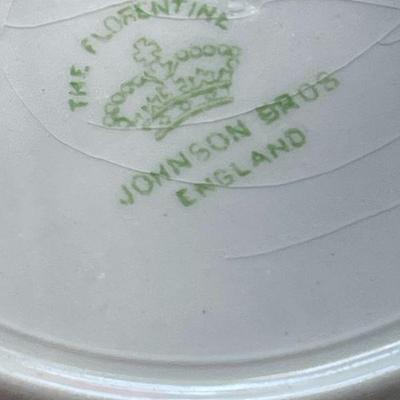 THE FLORENTINE
JOHNSON BROS
ENGLAND